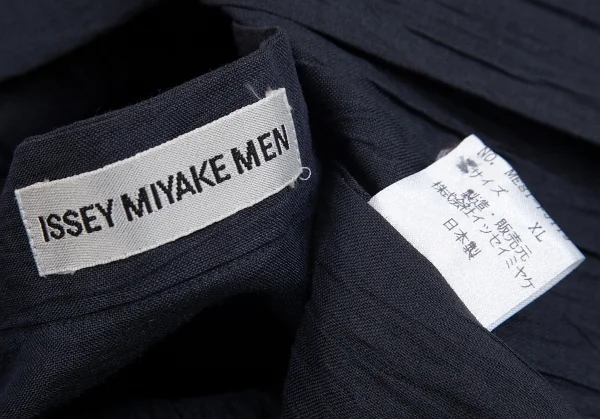 ISSEY MIYAKE MEN
NO.
サイズ XL
製造・販売元
株式会社イッセイミヤケ
日本製